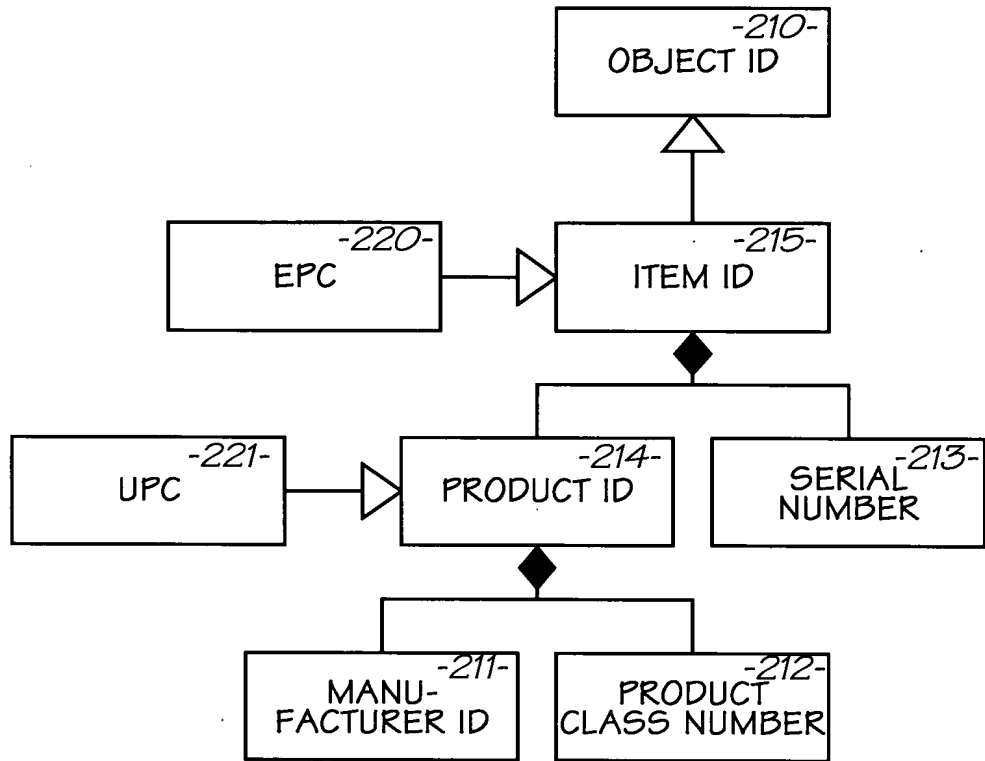 -210-
OBJECT ID
-220-
EPC
-215-
ITEM ID
-221-
UPC
-214-
PRODUCT ID
-213-
SERIAL
NUMBER
-211-
MANU-
FACTURER ID
-212-
PRODUCT
CLASS NUMBER